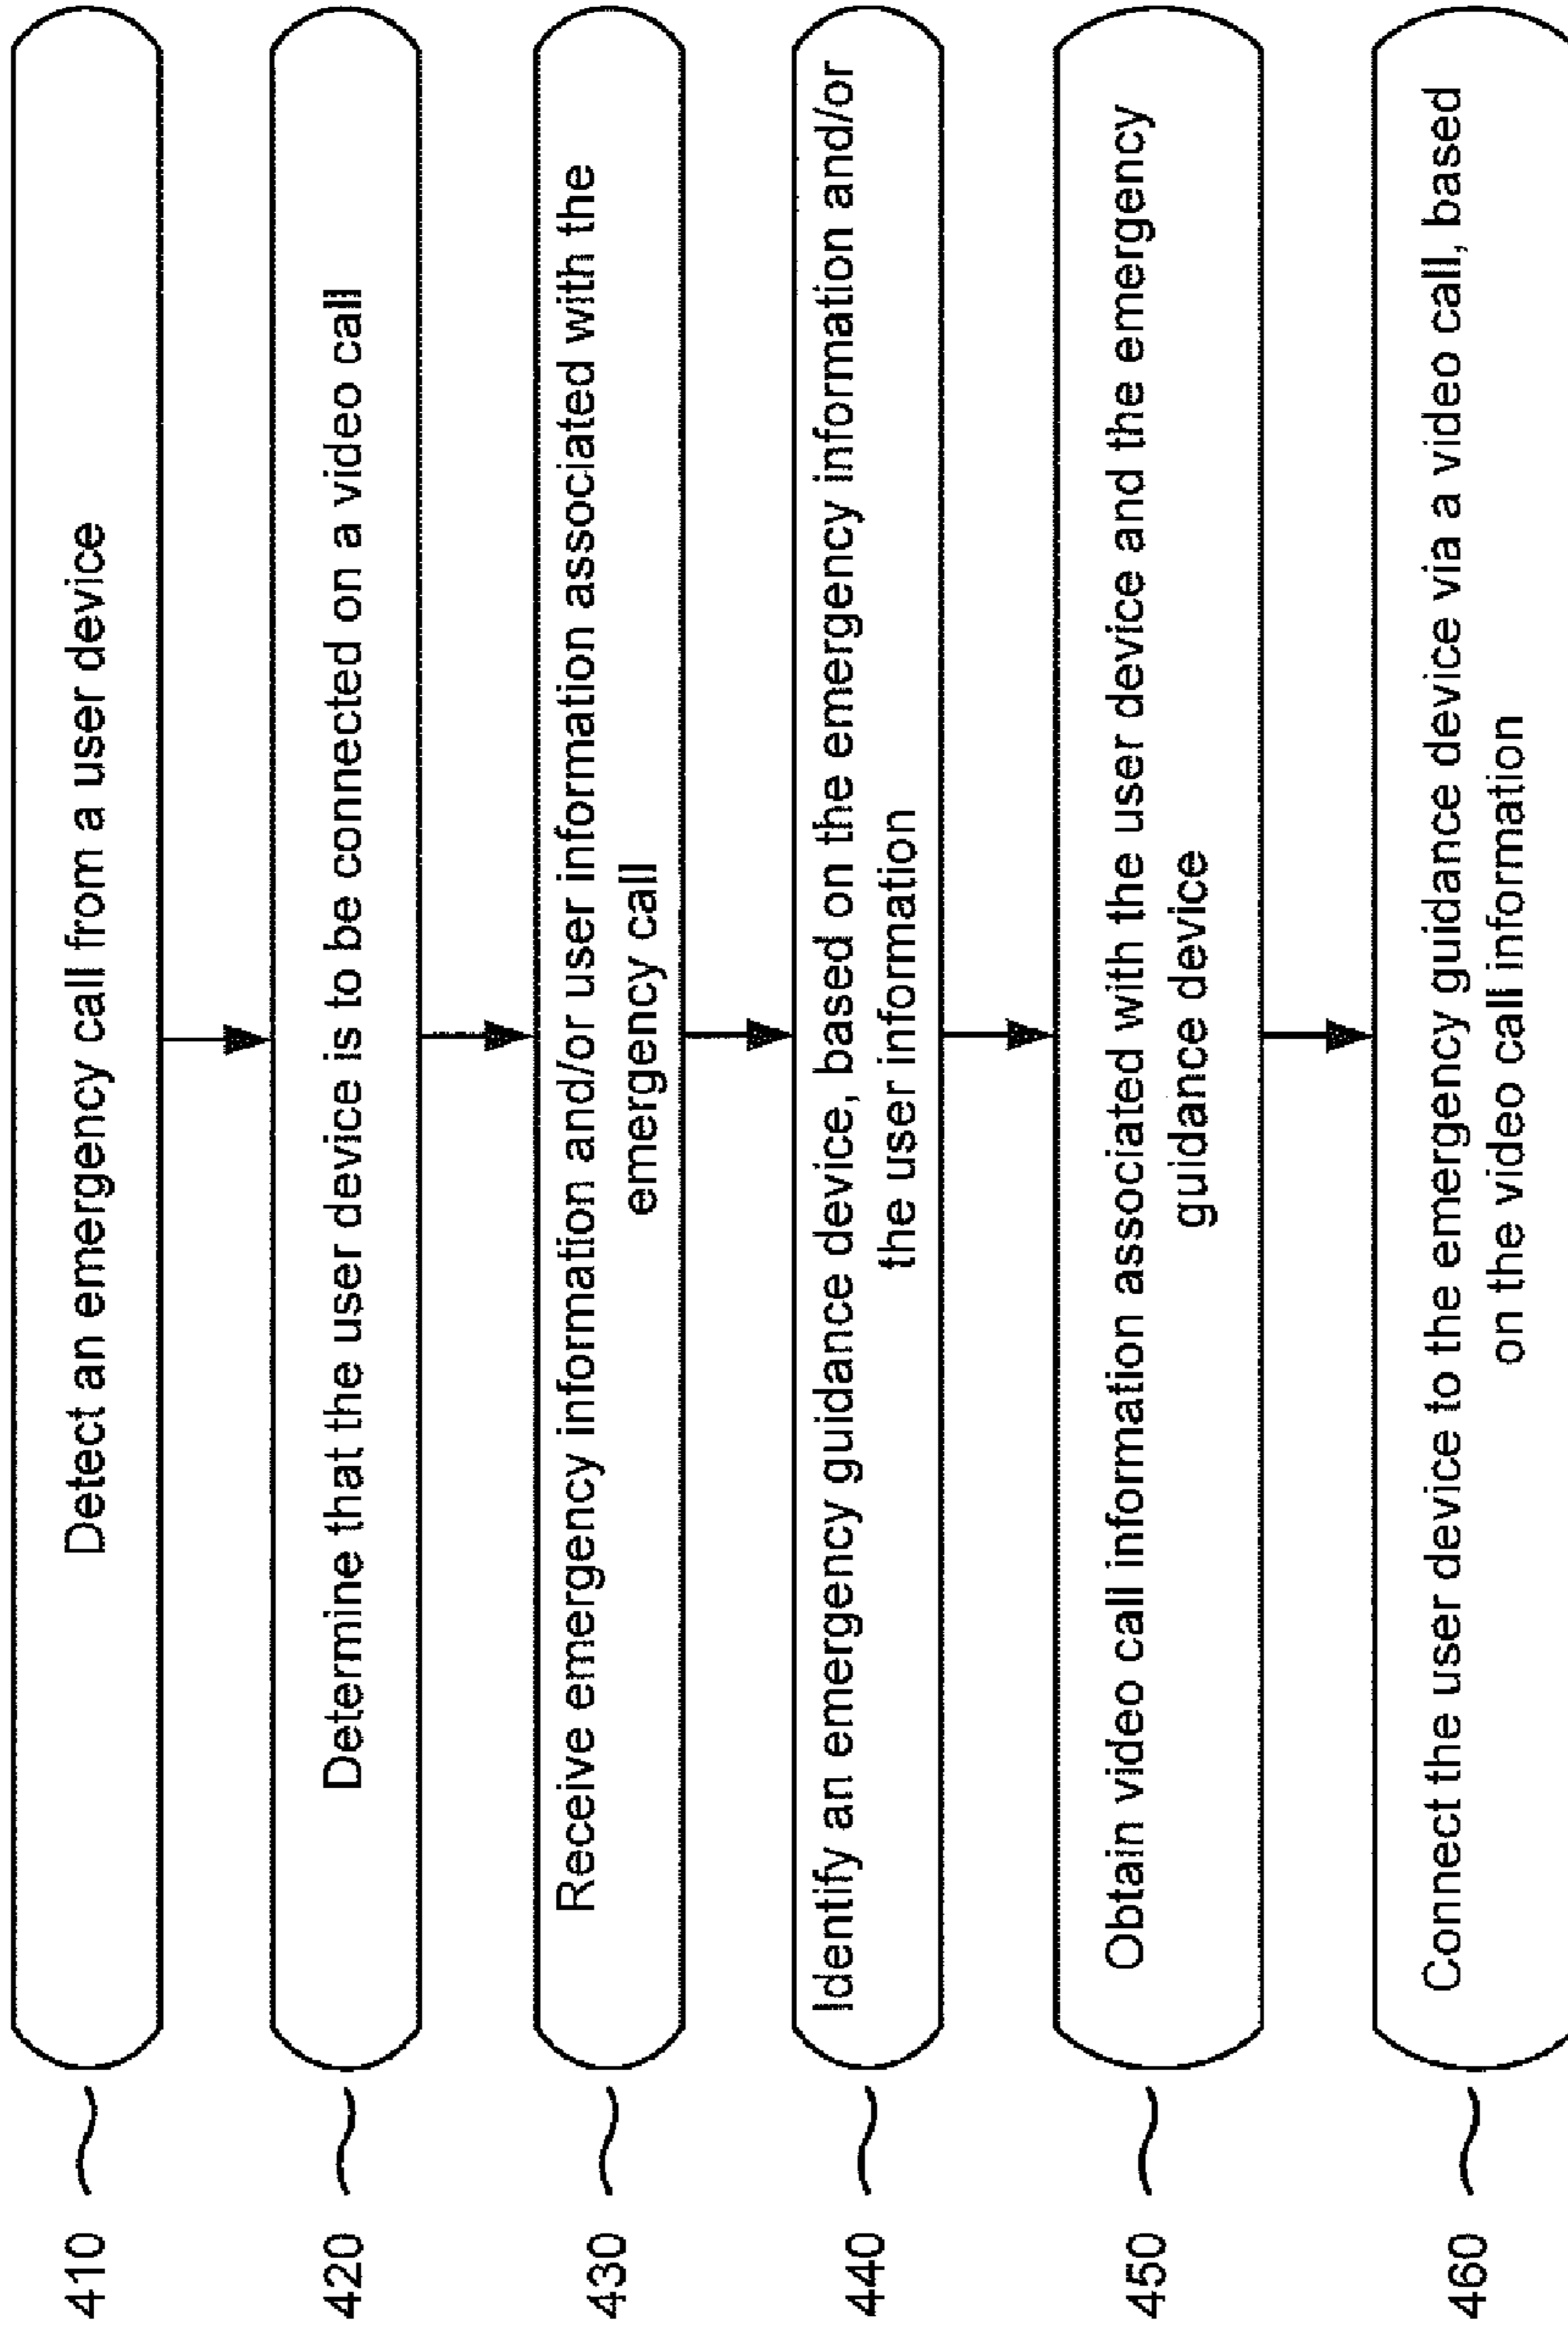 410
Detect an emergency call from a user device
420
Determine that the user device is to be connected on a video call
430
Receive emergency information and/or user information associated with the
emergency call
440
Identify an emergency guidance device, based on the emergency information and/or
the user information
450
Obtain video call information associated with the user device and the emergency
guidance device
460
Connect the user device to the emergency guidance device via a video call, based
on the video call information